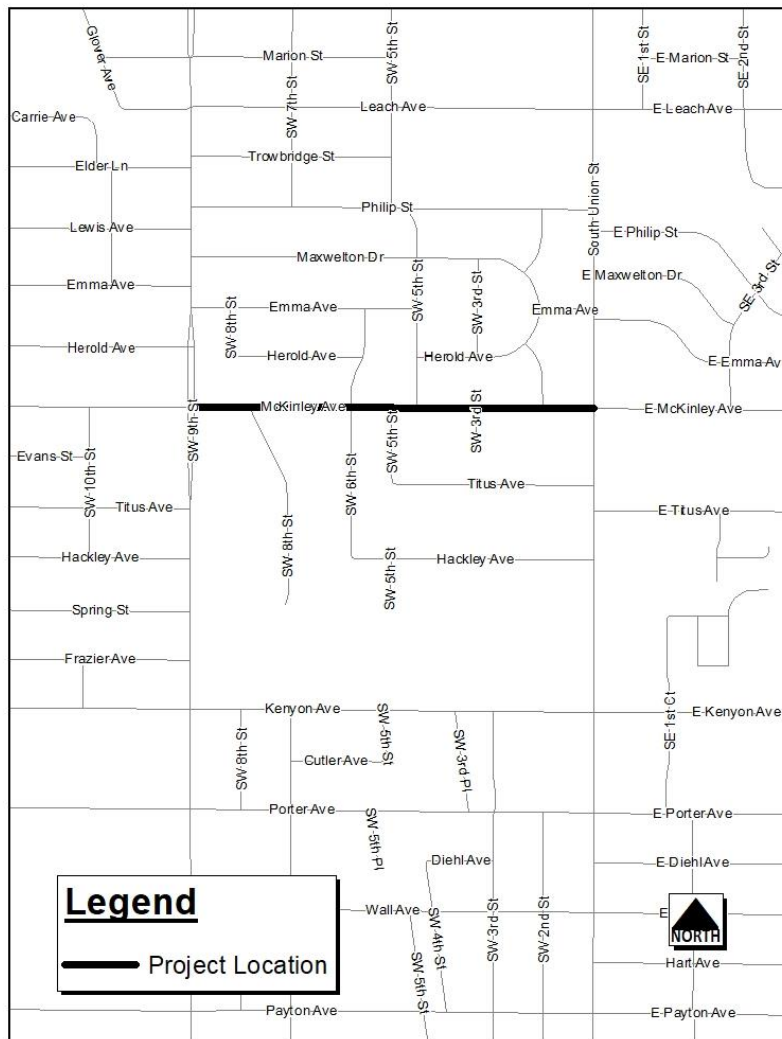 Glover Ave
Marion St
SW 5th St
SE 1st St
E Marion St
SE 2nd St
SW 7th St
Leach Ave
E Leach Ave
Carrie Ave
Trowbridge St
Elder Ln
South Union St
Philip St
Lewis Ave
E Philip St
Maxwelton Dr
SW 5th St
SW 3rd St
E Maxwelton Dr
SE 3rd St
Emma Ave
SW 8th St
Emma Ave
Emma Ave
Herold Ave
Herold Ave
Herold Ave
E Emma Av
McKinley Ave
E McKinley Ave
SW 9th St
SW 5th St
SW 3rd St
Evans St
SW 10th St
SW 6th St
Titus Ave
Titus Ave
E Titus Ave
SW 8th St
Hackley Ave
SW 5th St
Hackley Ave
Spring St
Frazier Ave
Kenyon Ave
SW 5th St
E Kenyon Ave
SE 1st Ct
SW 8th St
Cutler Ave
SW 3rd Pl
Porter Ave
E Porter Ave
SW 5th Pl
Diehl Ave
E Diehl Ave
Legend
Project Location
Wall Ave
SW 4th St
SW 3rd St
SW 2nd St
E
NORTH
Hart Ave
SW 5th St
Payton Ave
E Payton Ave